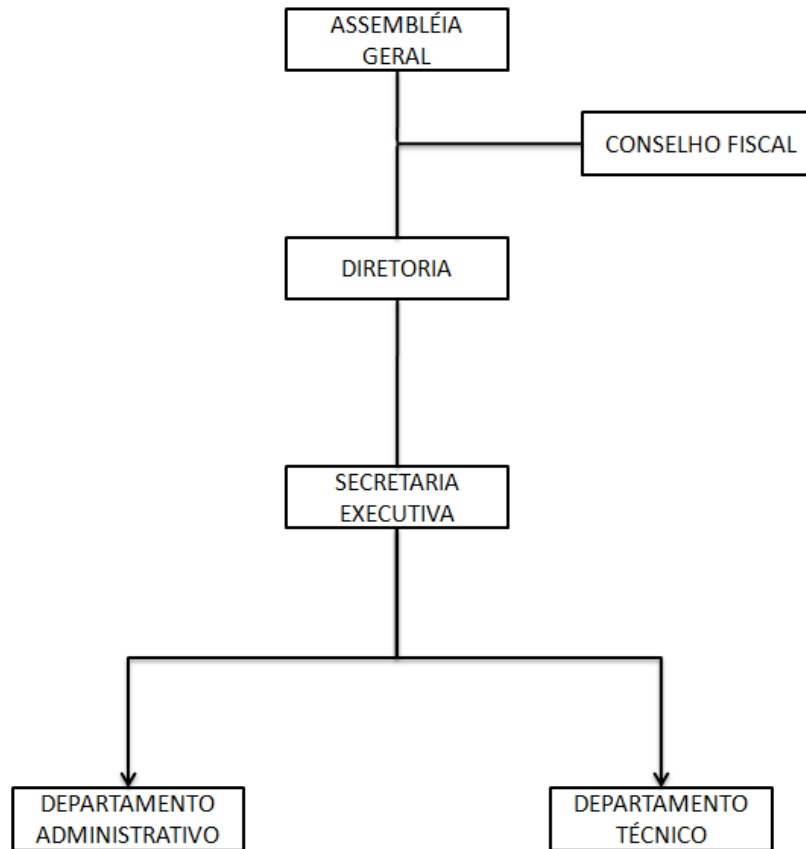 ASSEMBLÉIA
GERAL
CONSELHO FISCAL
DIRETORIA
SECRETARIA
EXECUTIVA
DEPARTAMENTO
ADMINISTRATIVO
DEPARTAMENTO
TÉCNICO